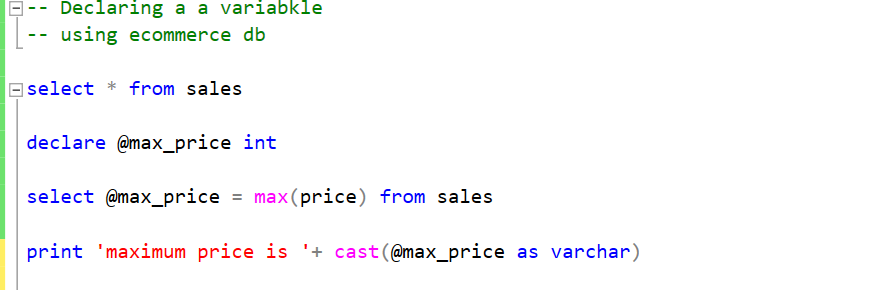 -- Declaring a a variabkle
-- using ecommerce db
select * from sales
declare @max_price int
select @max_price = max(price) from sales
print 'maximum price is '+ cast(@max_price as varchar)